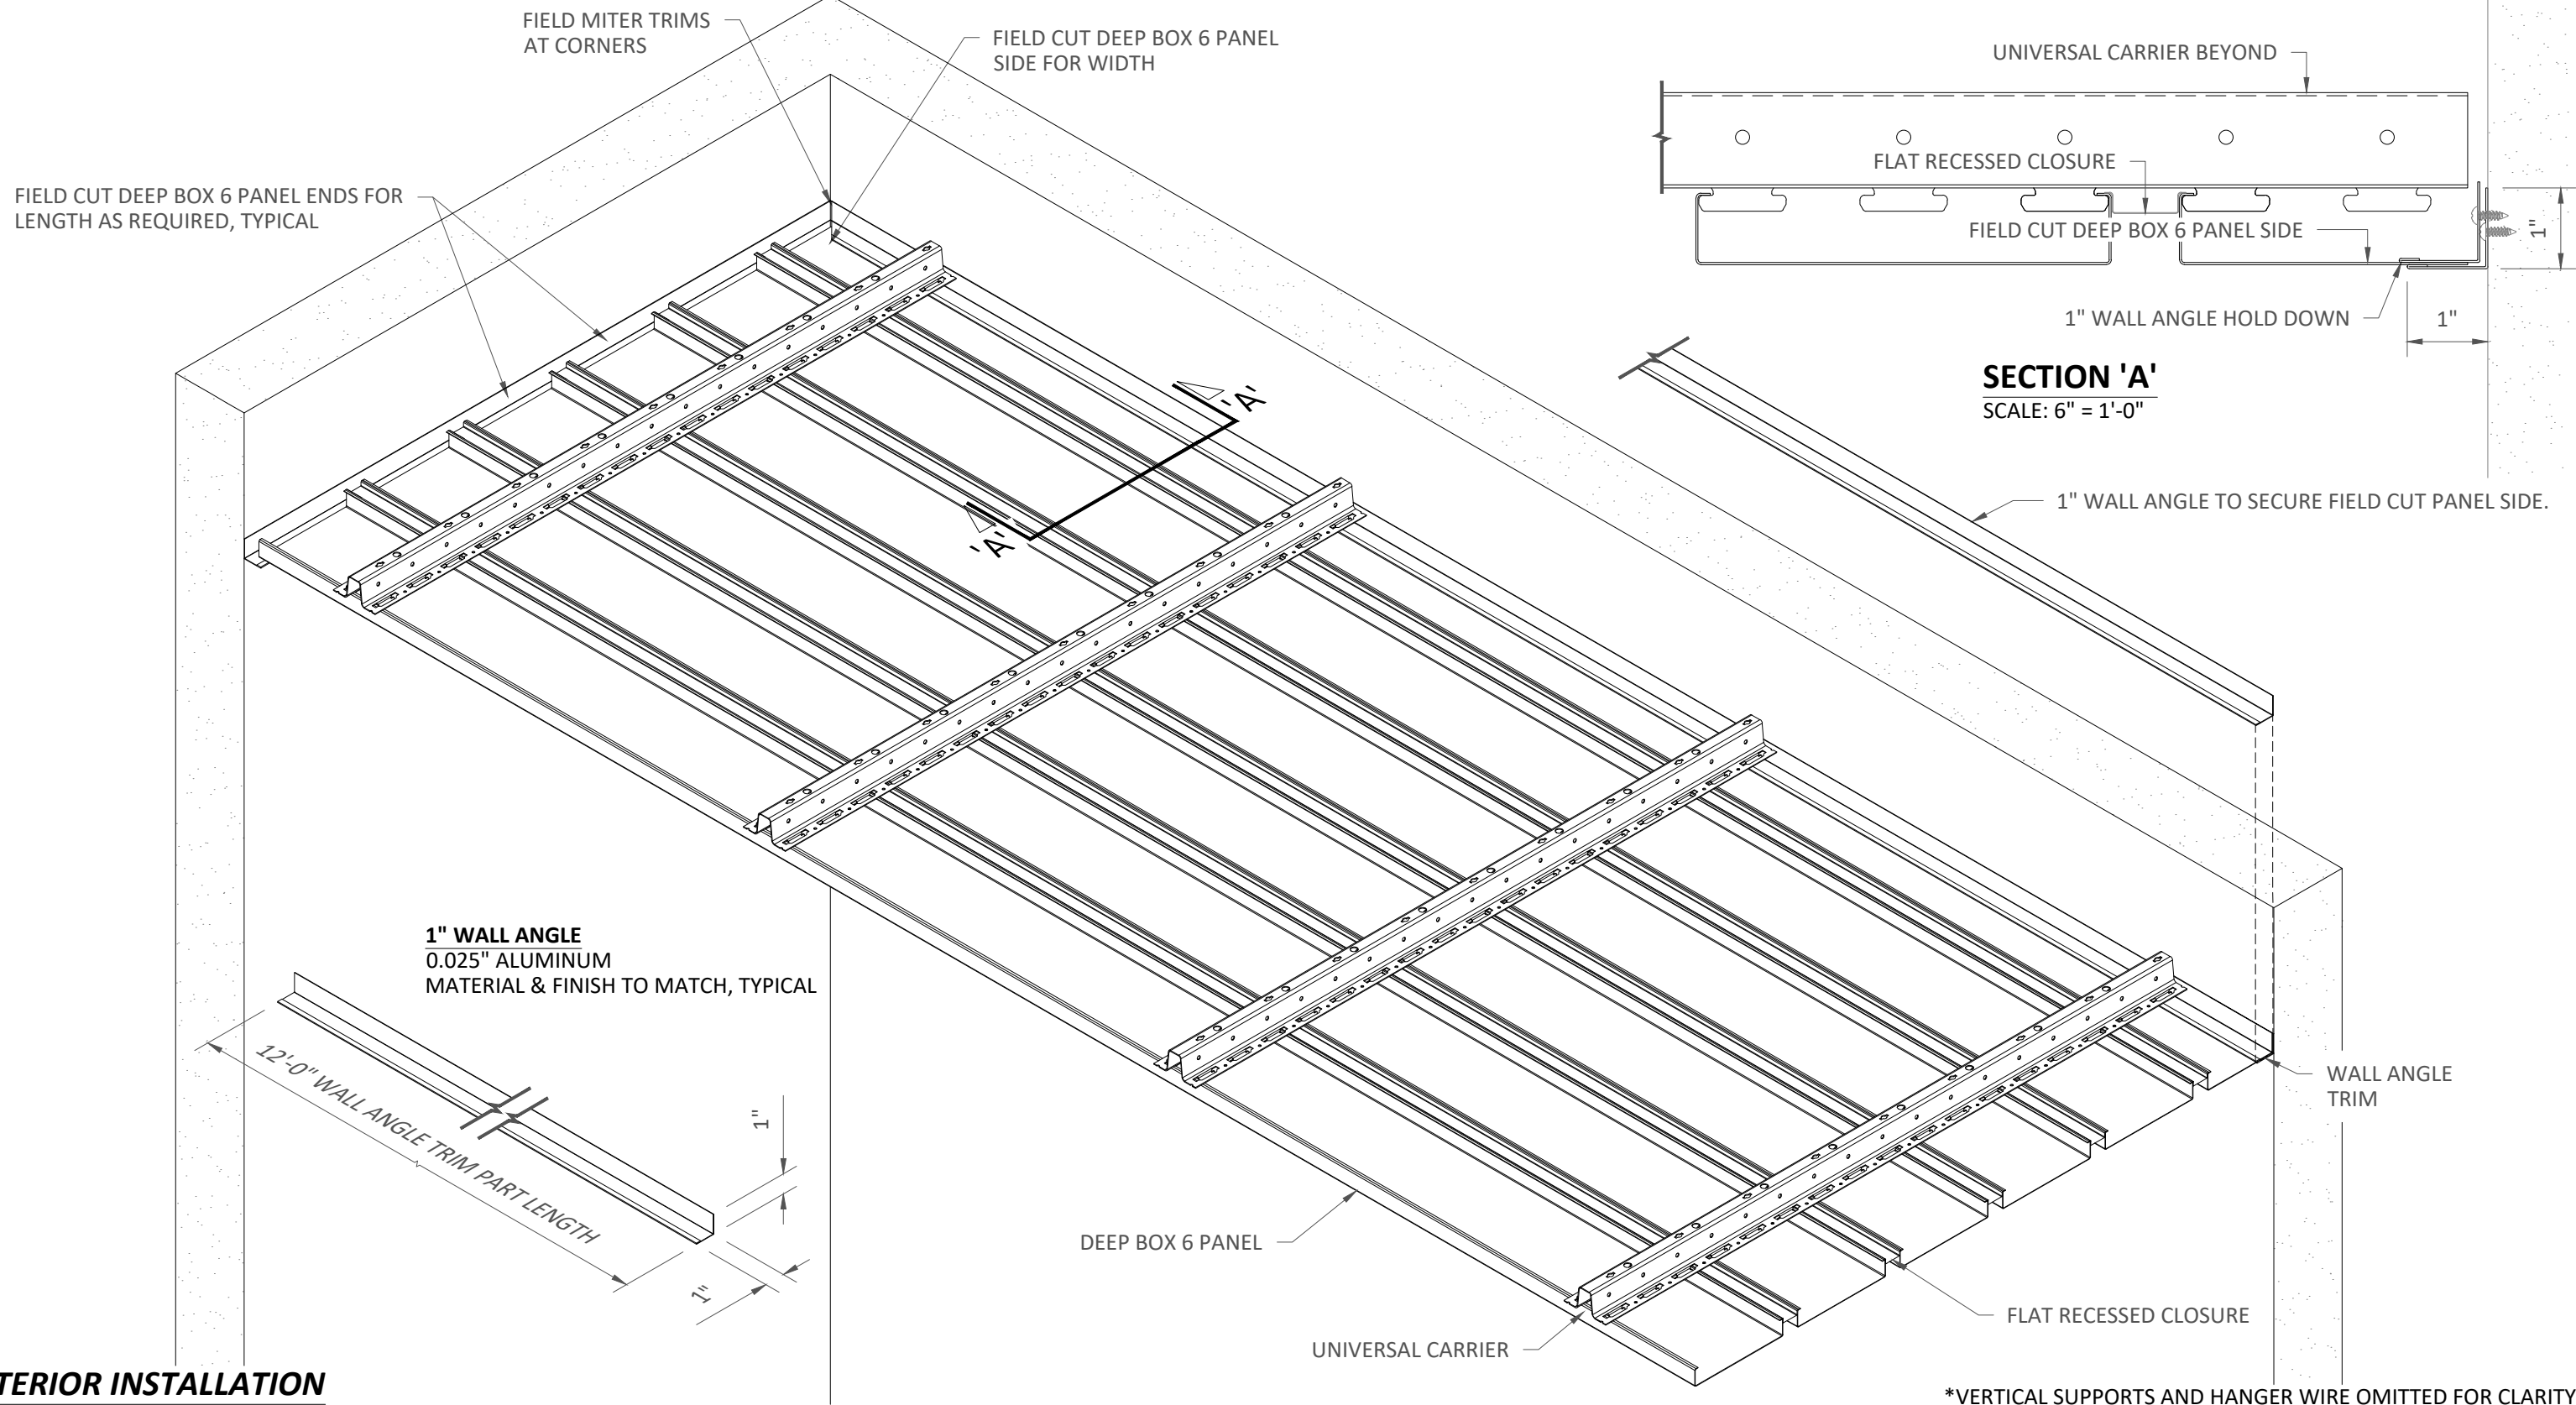 FIELD MITER TRIMS
AT CORNERS
FIELD CUT DEEP BOX 6 PANEL
SIDE FOR WIDTH
FIELD CUT DEEP BOX 6 PANEL ENDS FOR
LENGTH AS REQUIRED, TYPICAL
UNIVERSAL CARRIER BEYOND
FLAT RECESSED CLOSURE
FIELD CUT DEEP BOX 6 PANEL SIDE
1"
1" WALL ANGLE HOLD DOWN
1"
SECTION 'A'
SCALE: 6" = 1'-0"
'A'
'A'
1" WALL ANGLE TO SECURE FIELD CUT PANEL SIDE.
1" WALL ANGLE
0.025" ALUMINUM
MATERIAL & FINISH TO MATCH, TYPICAL
12'-0" WALL ANGLE TRIM PART LENGTH
1"
1"
WALL ANGLE
TRIM
DEEP BOX 6 PANEL
FLAT RECESSED CLOSURE
UNIVERSAL CARRIER
TERIOR INSTALLATION
*VERTICAL SUPPORTS AND HANGER WIRE OMITTED FOR CLARITY